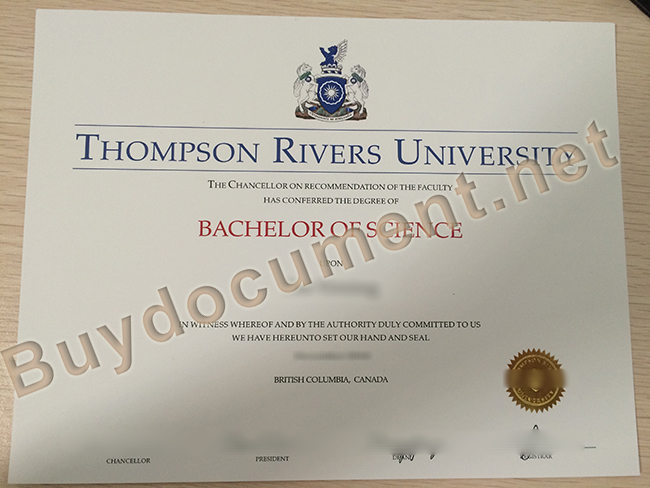 THOMPSON RIVERS UNIVERSITY
THE CHANCELLOR ON RECOMMENDATION OF THE FACULTY
HAS CONFERRED THE DEGREE OF
BACHELOR OF SCIENCE
UPON
IN WITNESS WHEREOF AND BY THE AUTHORITY DULY COMMITTED TO US
WE HAVE HEREUNTO SET OUR HAND AND SEAL
BRITISH COLUMBIA, CANADA
CHANCELLOR
PRESIDENT
REGISTRAR
Buydocument.net